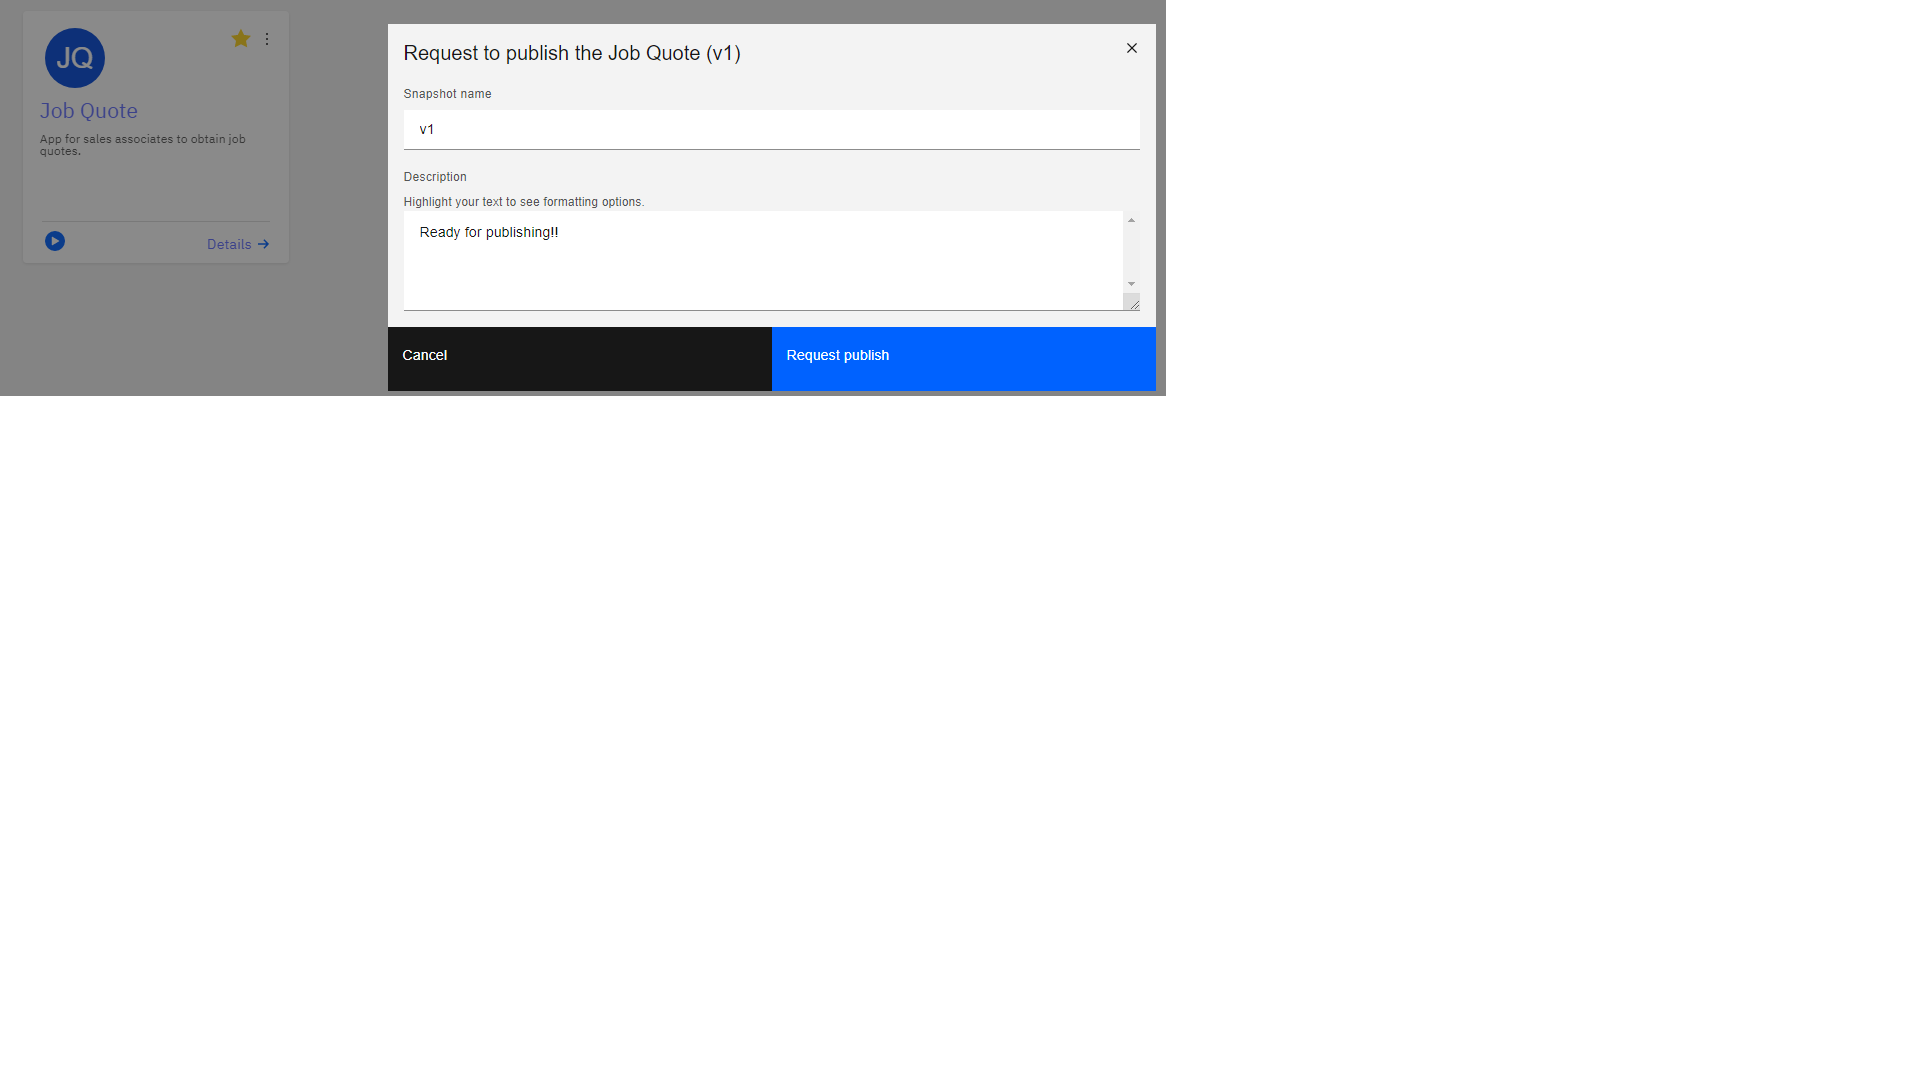 JQ
Job Quote
App for sales associates to obtain job
quotes.
Details
Request to publish the Job Quote (v1)
Snapshot name
v1
Description
Highlight your text to see formatting options.
Ready for publishing!!
Cancel
Request publish